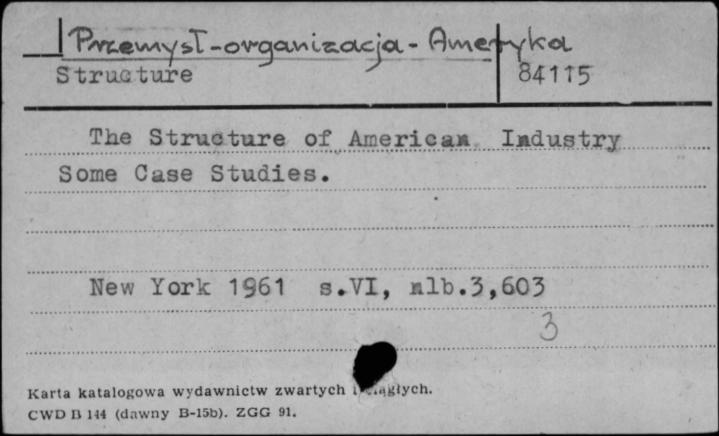 Przemysł-organizacja-Ameryka
Structure 84115
The Structure of American Industry
Some Case Studies.
New York 1961 s.VI, nlb.3,603
3
Karta katalogowa wydawnictw zwartych i ciągłych.
CWD B 144 (dawny B-15b). ZGG 91.